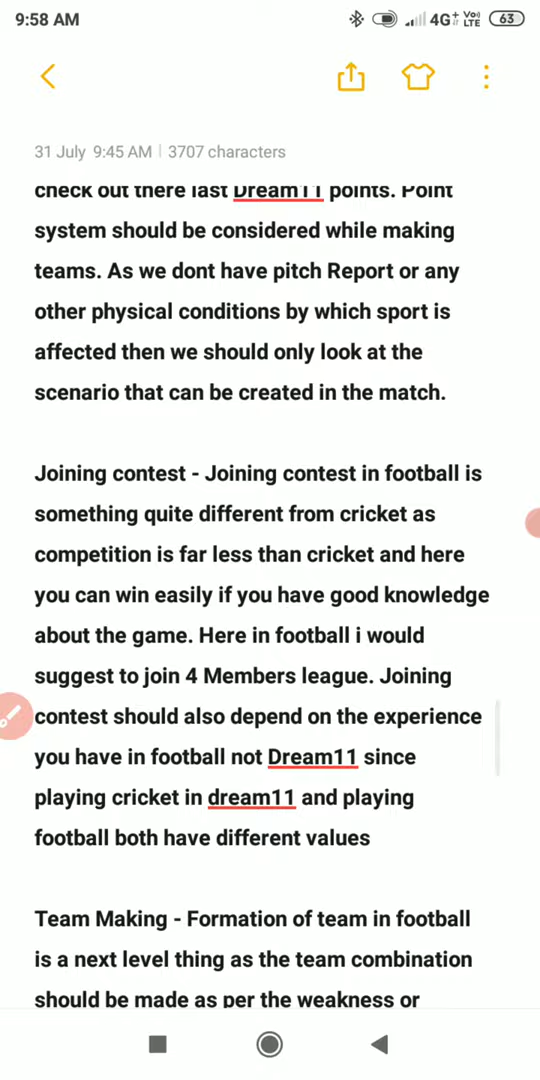 9:58 AM
4G+ Vo) LTE 63
31 July 9:45 AM | 3707 characters
check out there last Dream11 points. Point
system should be considered while making
teams. As we dont have pitch Report or any
other physical conditions by which sport is
affected then we should only look at the
scenario that can be created in the match.
Joining contest - Joining contest in football is
something quite different from cricket as
competition is far less than cricket and here
you can win easily if you have good knowledge
about the game. Here in football i would
suggest to join 4 Members league. Joining
contest should also depend on the experience
you have in football not Dream11 since
playing cricket in dream11 and playing
football both have different values
Team Making - Formation of team in football
is a next level thing as the team combination
should be made as per the weakness or